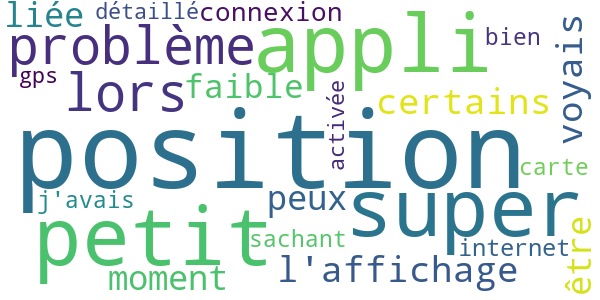 liée détaillé connexion
problème appli bien
gps
lors faible activée certains voyais
position
carte
j'avais peux super
petit sachant internet être
moment l'affichage